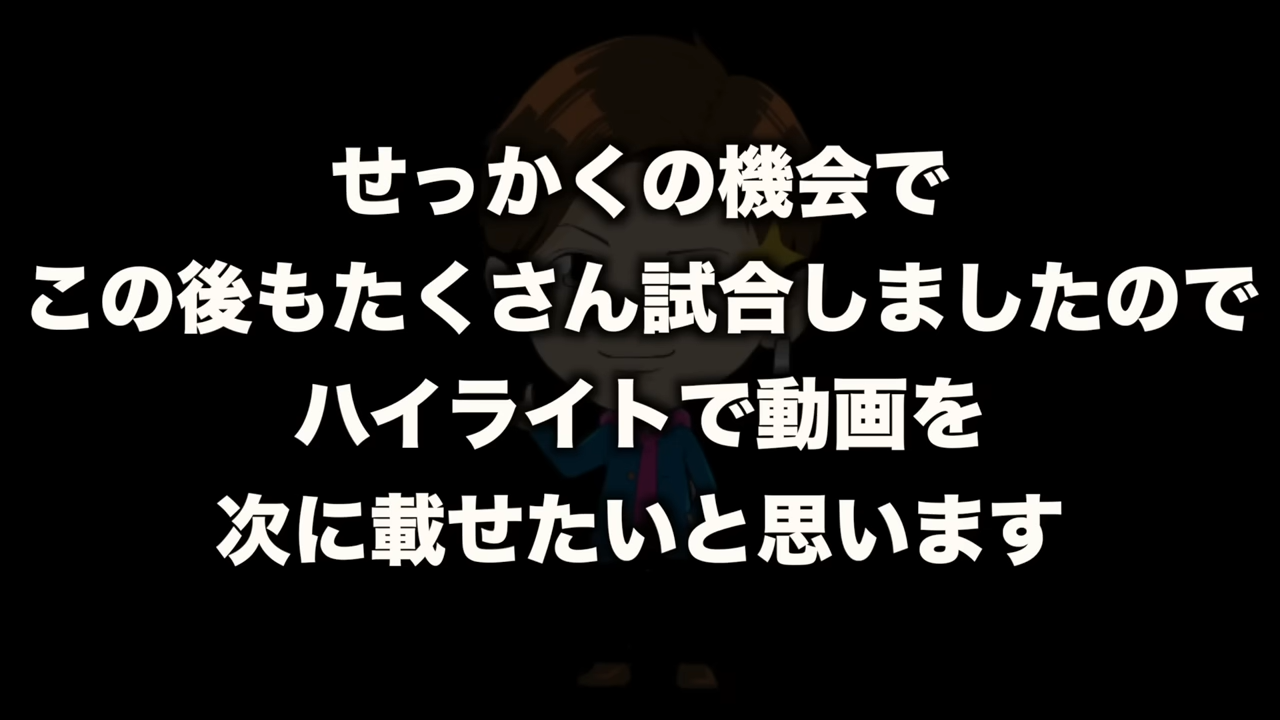 せっかくの機会で
この後もたくさん試合しましたので
ハイライトで動画を
次に載せたいと思います